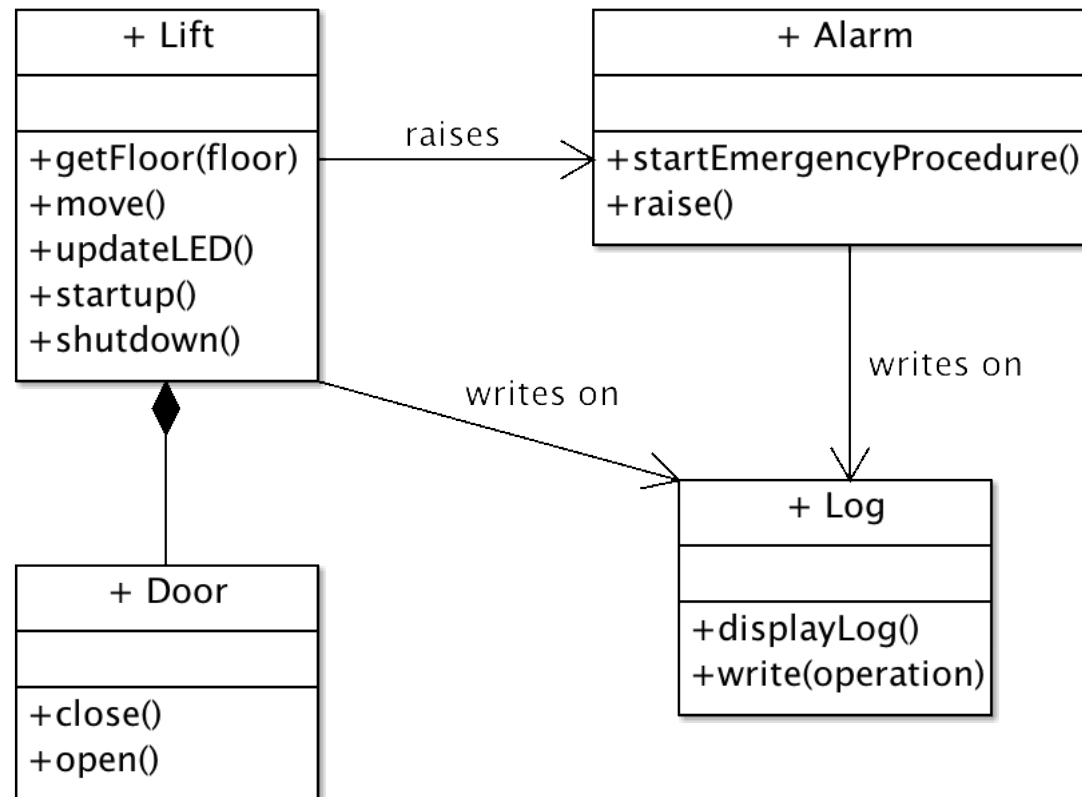 + Lift
+getFloor(floor)
+move()
+updateLED()
+startup()
+shutdown()
raises
+ Alarm
+startEmergencyProcedure()
+raise()
writes on
writes on
+ Door
+close()
+open()
+ Log
+displayLog()
+write(operation)